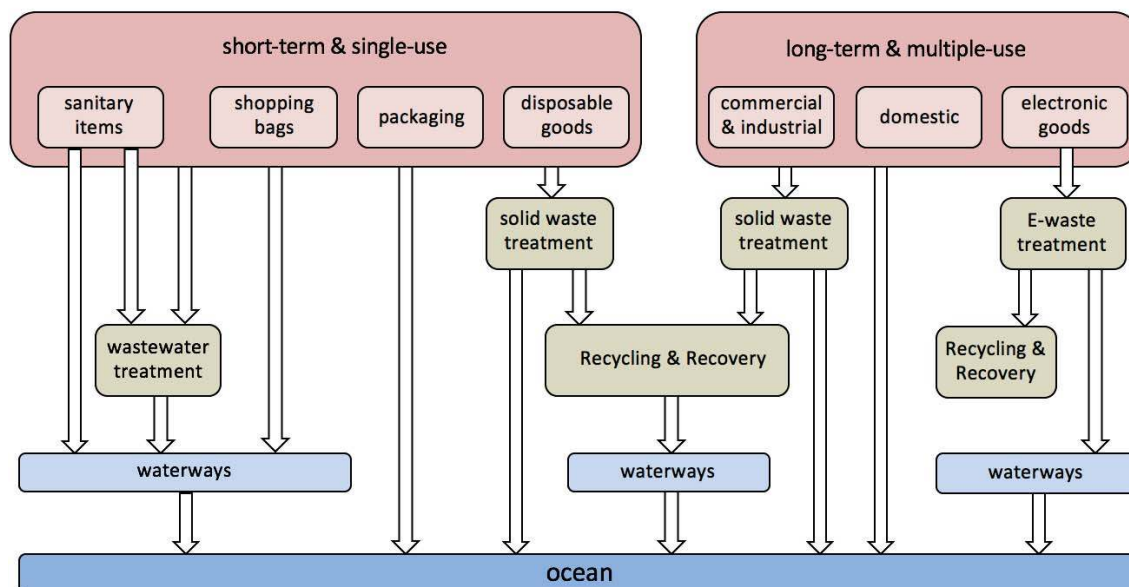 short-term & single-use
long-term & multiple-use
sanitary
items
shopping
bags
packaging
disposable
goods
commercial
& industrial
domestic
electronic
goods
solid waste
treatment
solid waste
treatment
E-waste
treatment
wastewater
treatment
Recycling & Recovery
Recycling &
Recovery
waterways
waterways
waterways
ocean